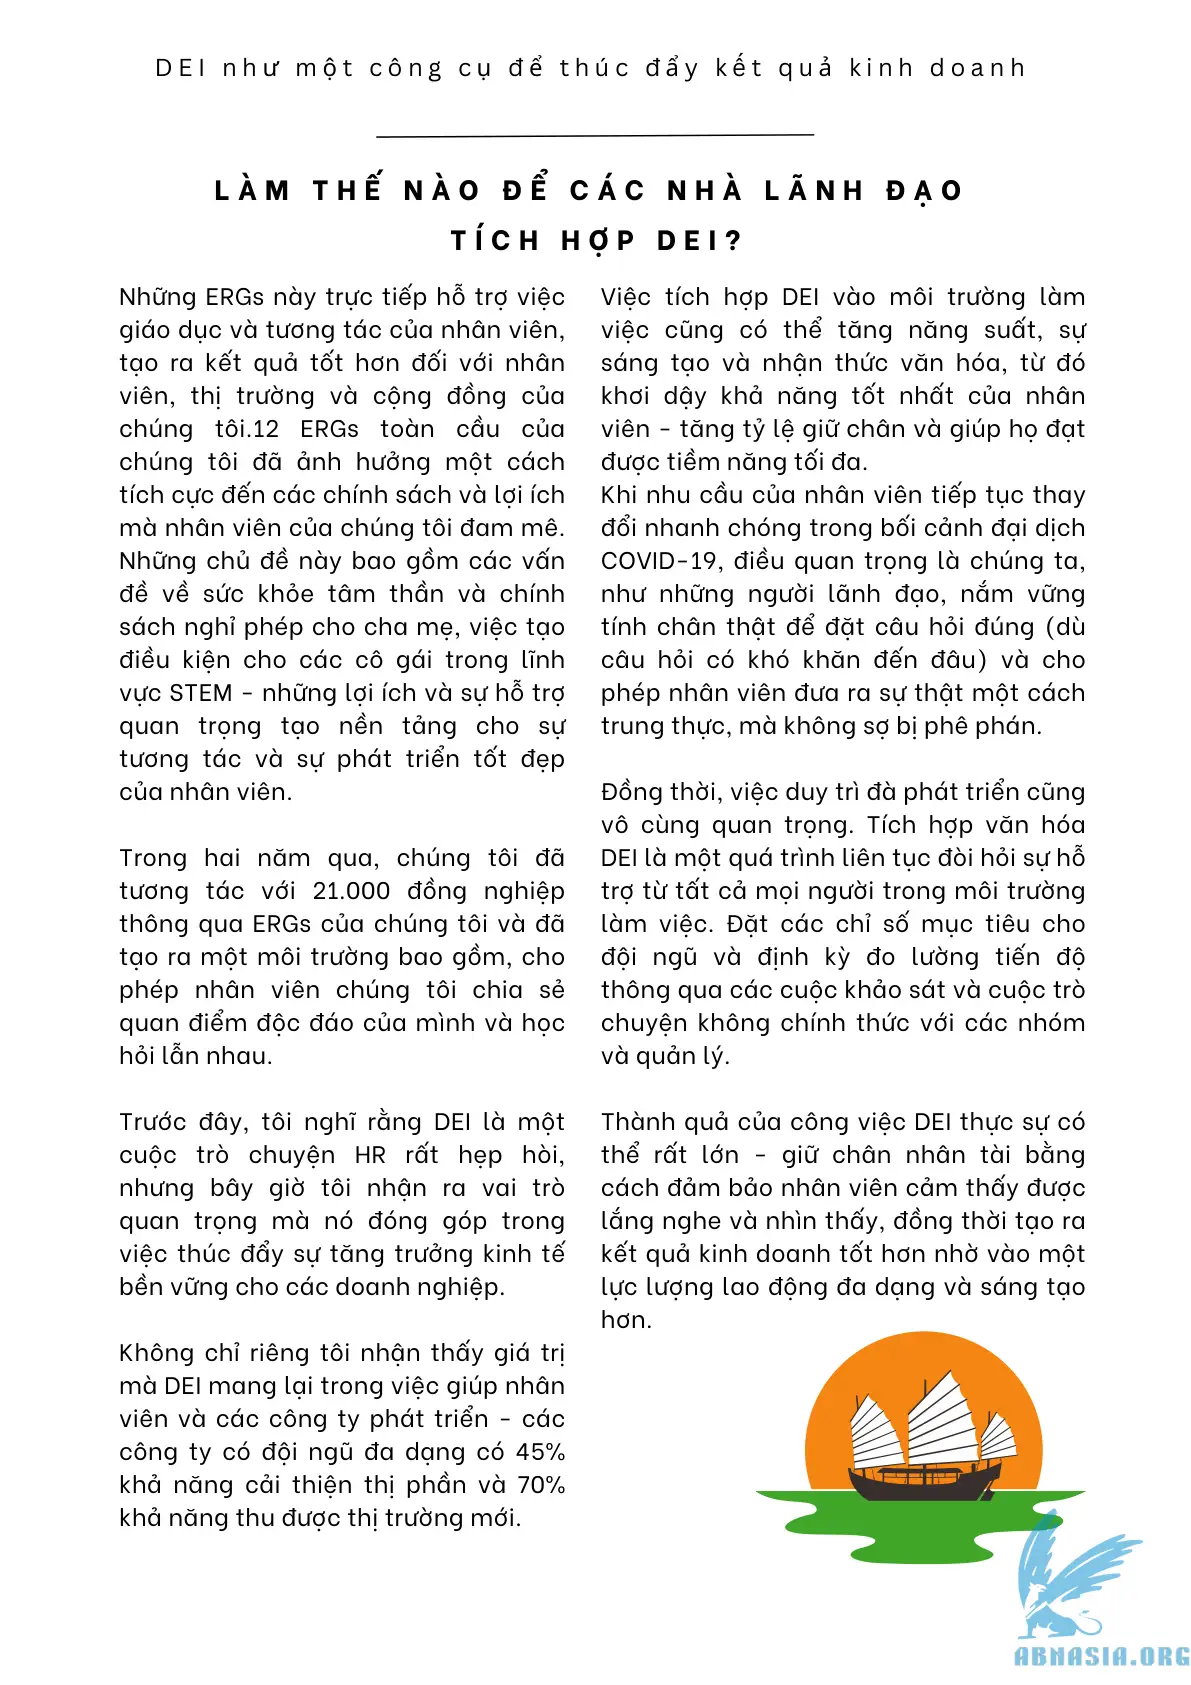 DEI như một công cụ để thúc đẩy kết quả kinh doanh
LÀM THẾ NÀO ĐỂ CÁC NHÀ LÃNH ĐẠO
TÍCH HỢP DEI?
Những ERGs này trực tiếp hỗ trợ việc
giáo dục và tương tác của nhân viên,
tạo ra kết quả tốt hơn đối với nhân
viên, thị trường và cộng đồng của
chúng tôi.12 ERGs toàn cầu của
chúng tôi đã ảnh hưởng một cách
tích cực đến các chính sách và lợi ích
mà nhân viên của chúng tôi đam mê.
Những chủ đề này bao gồm các vấn
đề về sức khỏe tâm thần và chính
sách nghỉ phép cho cha mẹ, việc tạo
điều kiện cho các cô gái trong lĩnh
vực STEM - những lợi ích và sự hỗ trợ
quan trọng tạo nền tảng cho sự
tương tác và sự phát triển tốt đẹp
của nhân viên.
Trong hai năm qua, chúng tôi đã
tương tác với 21.000 đồng nghiệp
thông qua ERGs của chúng tôi và đã
tạo ra một môi trường bao gồm, cho
phép nhân viên chúng tôi chia sẻ
quan điểm độc đáo của mình và học
hỏi lẫn nhau.
Trước đây, tôi nghĩ rằng DEI là một
cuộc trò chuyện HR rất hẹp hòi,
nhưng bây giờ tôi nhận ra vai trò
quan trọng mà nó đóng góp trong
việc thúc đẩy sự tăng trưởng kinh tế
bền vững cho các doanh nghiệp.
Không chỉ riêng tôi nhận thấy giá trị
mà DEI mang lại trong việc giúp nhân
viên và các công ty phát triển - các
công ty có đội ngũ đa dạng có 45%
khả năng cải thiện thị phần và 70%
khả năng thu được thị trường mới.
Việc tích hợp DEI vào môi trường làm
việc cũng có thể tăng năng suất, sự
sáng tạo và nhận thức văn hóa, từ đó
khơi dậy khả năng tốt nhất của nhân
viên - tăng tỷ lệ giữ chân và giúp họ đạt
được tiềm năng tối đa.
Khi nhu cầu của nhân viên tiếp tục thay
đổi nhanh chóng trong bối cảnh đại dịch
COVID-19, điều quan trọng là chúng ta,
như những người lãnh đạo, nắm vững
tính chân thật để đặt câu hỏi đúng (dù
câu hỏi có khó khăn đến đâu) và cho
phép nhân viên đưa ra sự thật một cách
trung thực, mà không sợ bị phê phán.
Đồng thời, việc duy trì đà phát triển cũng
vô cùng quan trọng. Tích hợp văn hóa
DEI là một quá trình liên tục đòi hỏi sự hỗ
trợ từ tất cả mọi người trong môi trường
làm việc. Đặt các chỉ số mục tiêu cho
đội ngũ và định kỳ đo lường tiến độ
thông qua các cuộc khảo sát và cuộc trò
chuyện không chính thức với các nhóm
và quản lý.
Thành quả của công việc DEI thực sự có
thể rất lớn - giữ chân nhân tài bằng
cách đảm bảo nhân viên cảm thấy được
lắng nghe và nhìn thấy, đồng thời tạo ra
kết quả kinh doanh tốt hơn nhờ vào một
lực lượng lao động đa dạng và sáng tạo
hơn.
ABNASIA.ORG